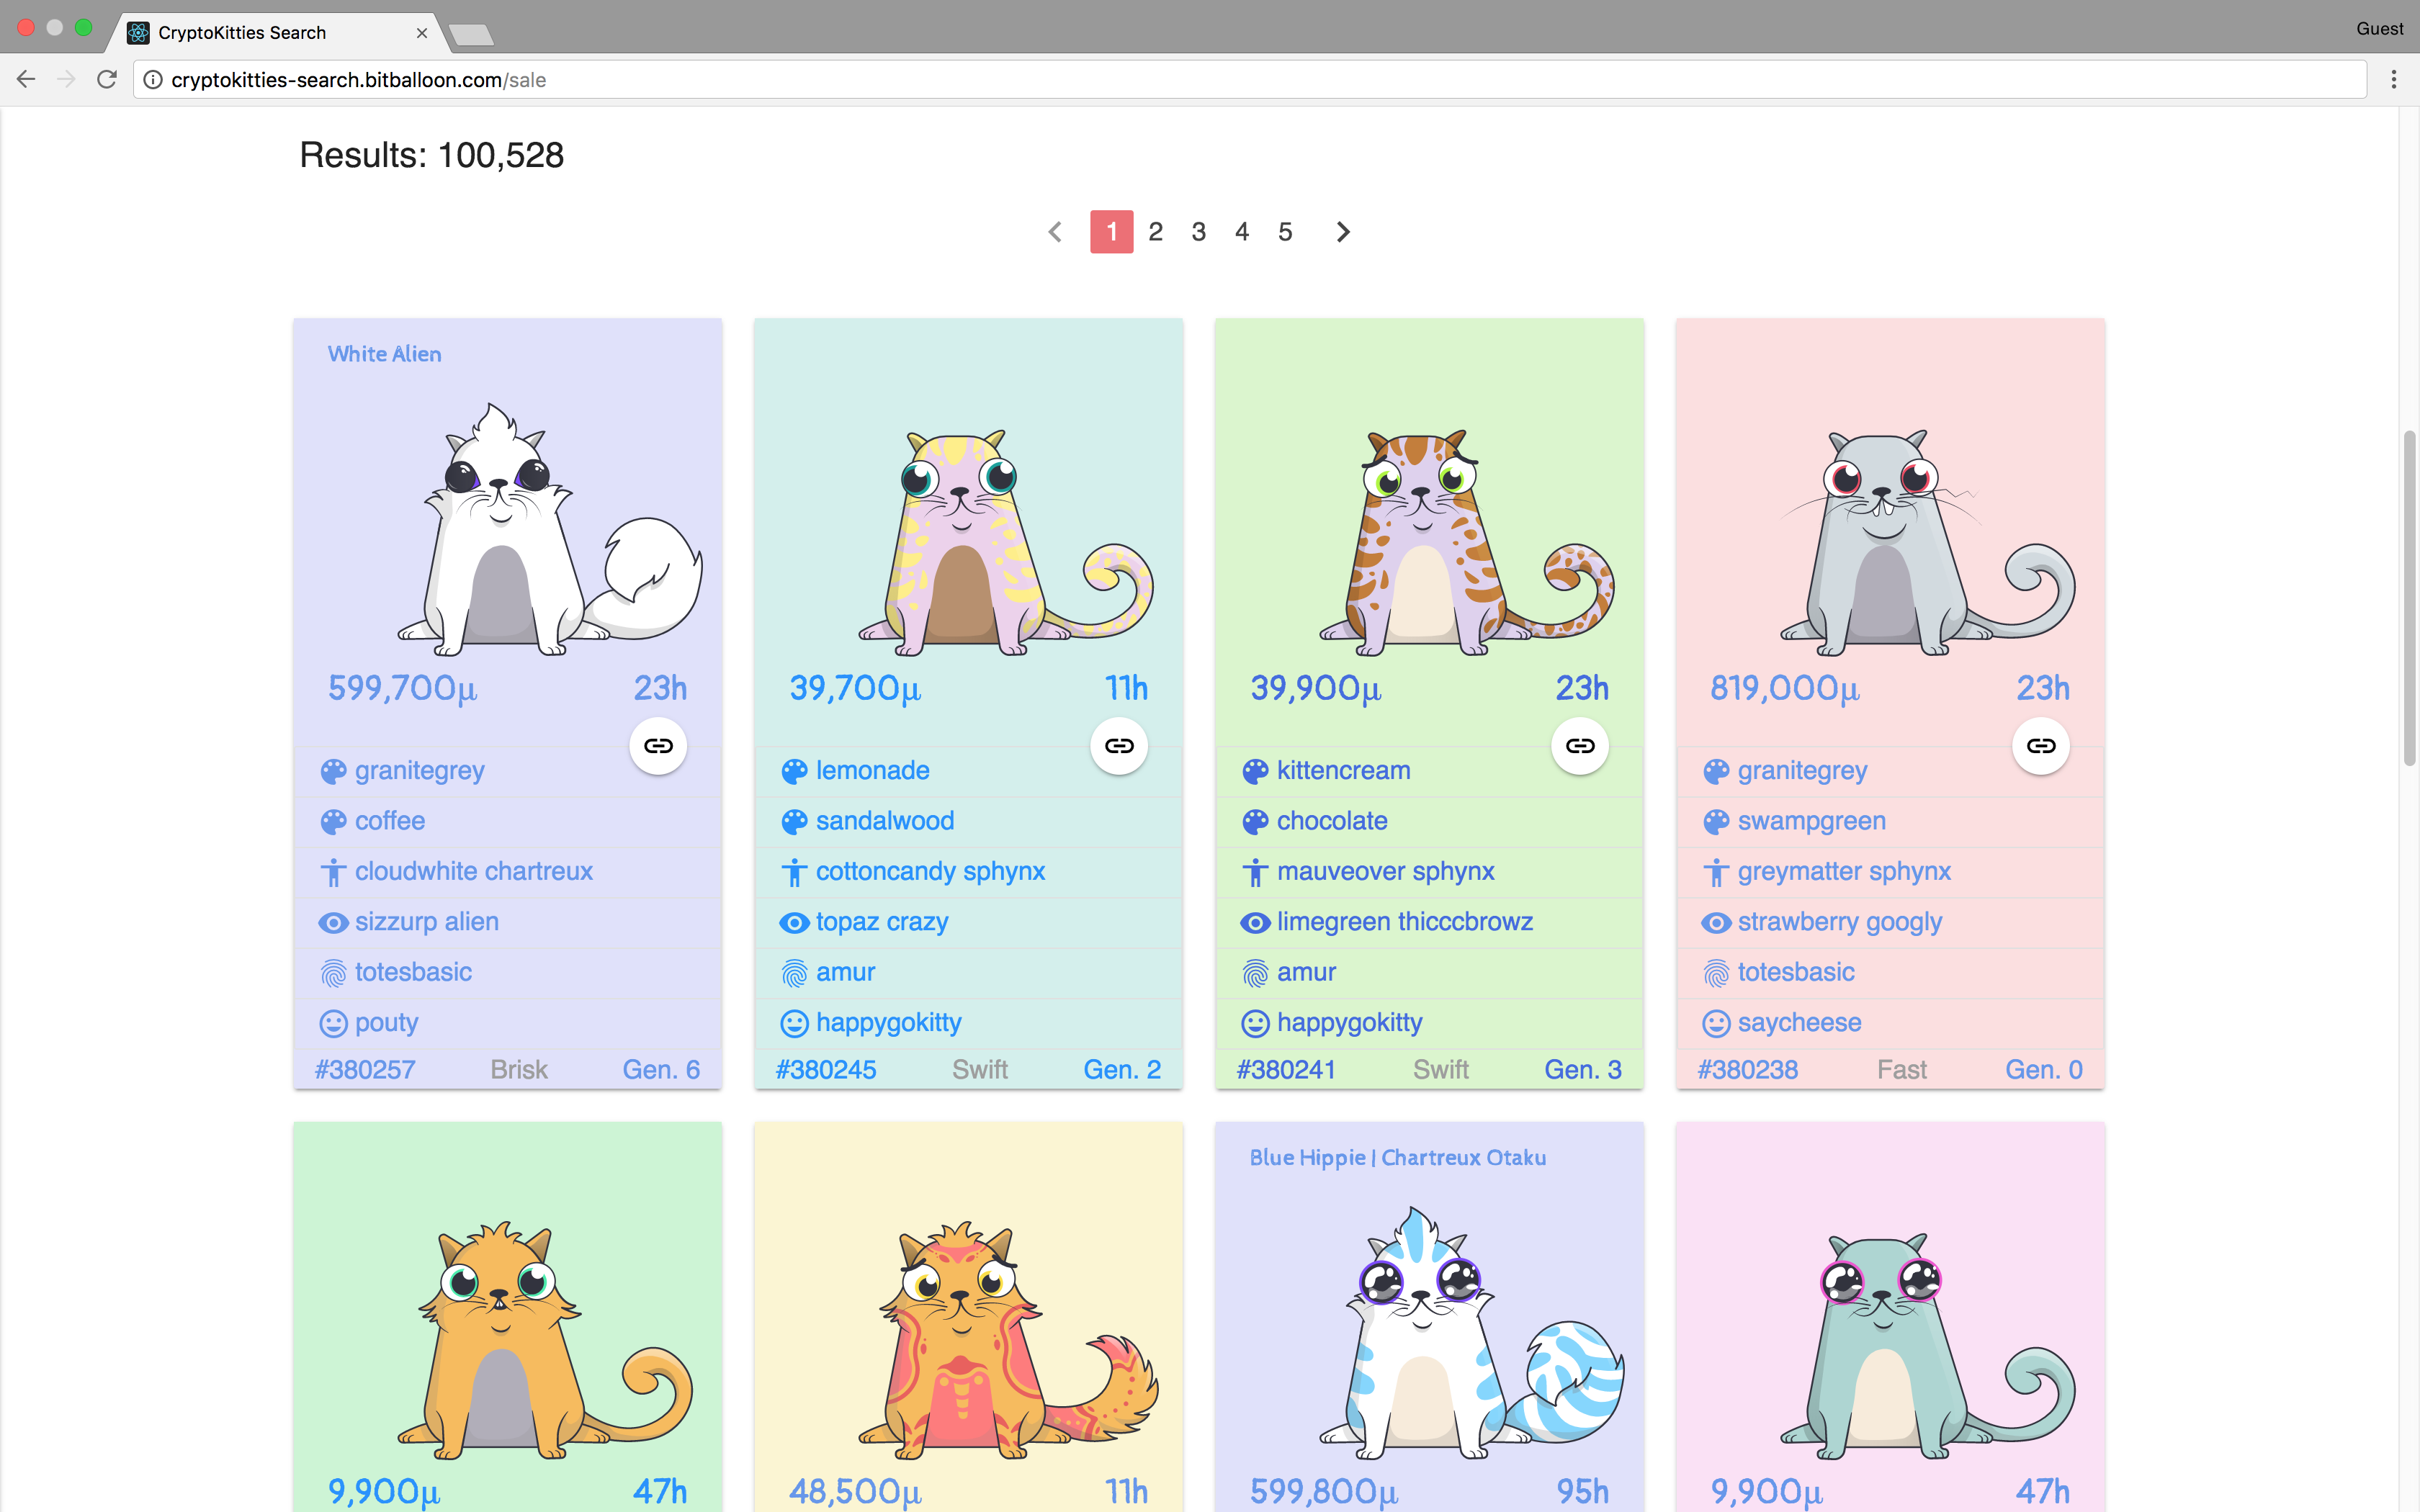 CryptoKitties Search
Guest
cryptokitties-search.bitballoon.com/sale
Results: 100,528
1 2 3 4 5
White Alien
599,700μ 23h
granitegrey
coffee
cloudwhite chartreux
sizzurp alien
totesbasic
pouty
#380257 Brisk Gen. 6
39,700μ 11h
lemonade
sandalwood
cottoncandy sphynx
topaz crazy
amur
happygokitty
#380245 Swift Gen. 2
39,900μ 23h
kittencream
chocolate
mauveover sphynx
limegreen thicccbrowz
amur
happygokitty
#380241 Swift Gen. 3
819,000μ 23h
granitegrey
swampgreen
greymatter sphynx
strawberry googly
totesbasic
saycheese
#380238 Fast Gen. 0
9,900μ 47h
48,500μ 11h
Blue Hippie | Chartreux Otaku
599,800μ 95h
9,900μ 47h